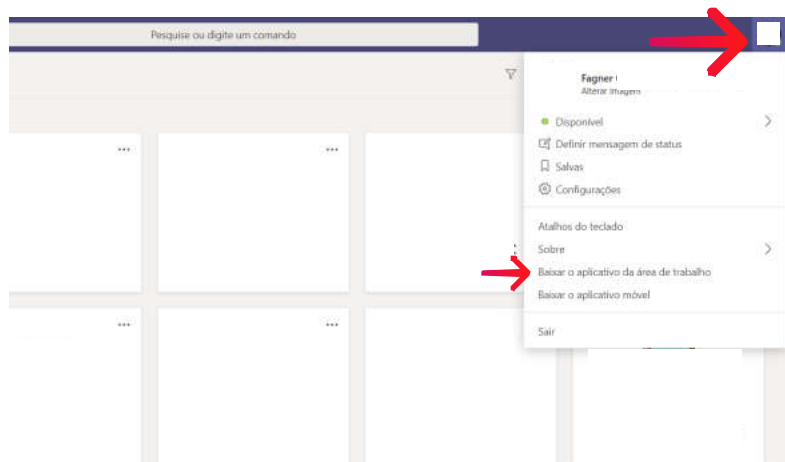 Pesquise ou digite um comando
Fagner
Alterar imagem
Disponível
Definir mensagem de status
Salvas
Configurações
Atalhos do teclado
Sobre
Baixar o aplicativo da área de trabalho
Baixar o aplicativo móvel
Sair